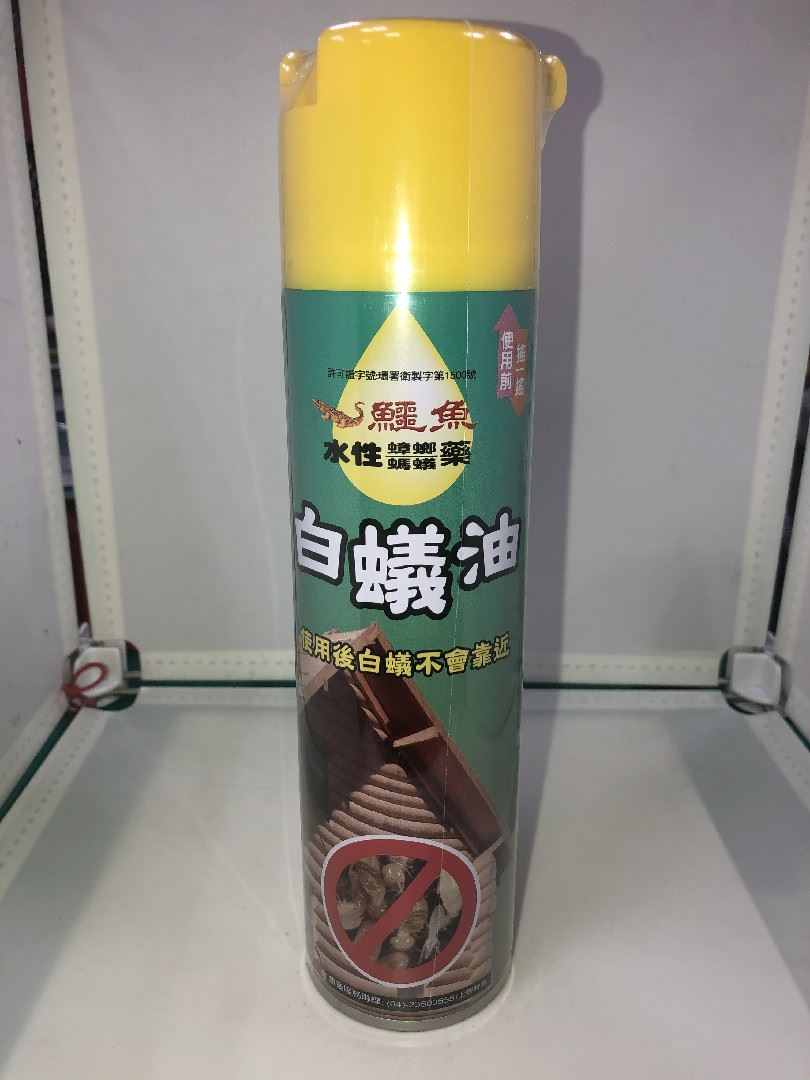 使用前
搖一搖
許可證字號:環署衛製字第1500號
鱷魚
水性蟑螂螞蟻藥
白蟻油
使用後白蟻不會靠近